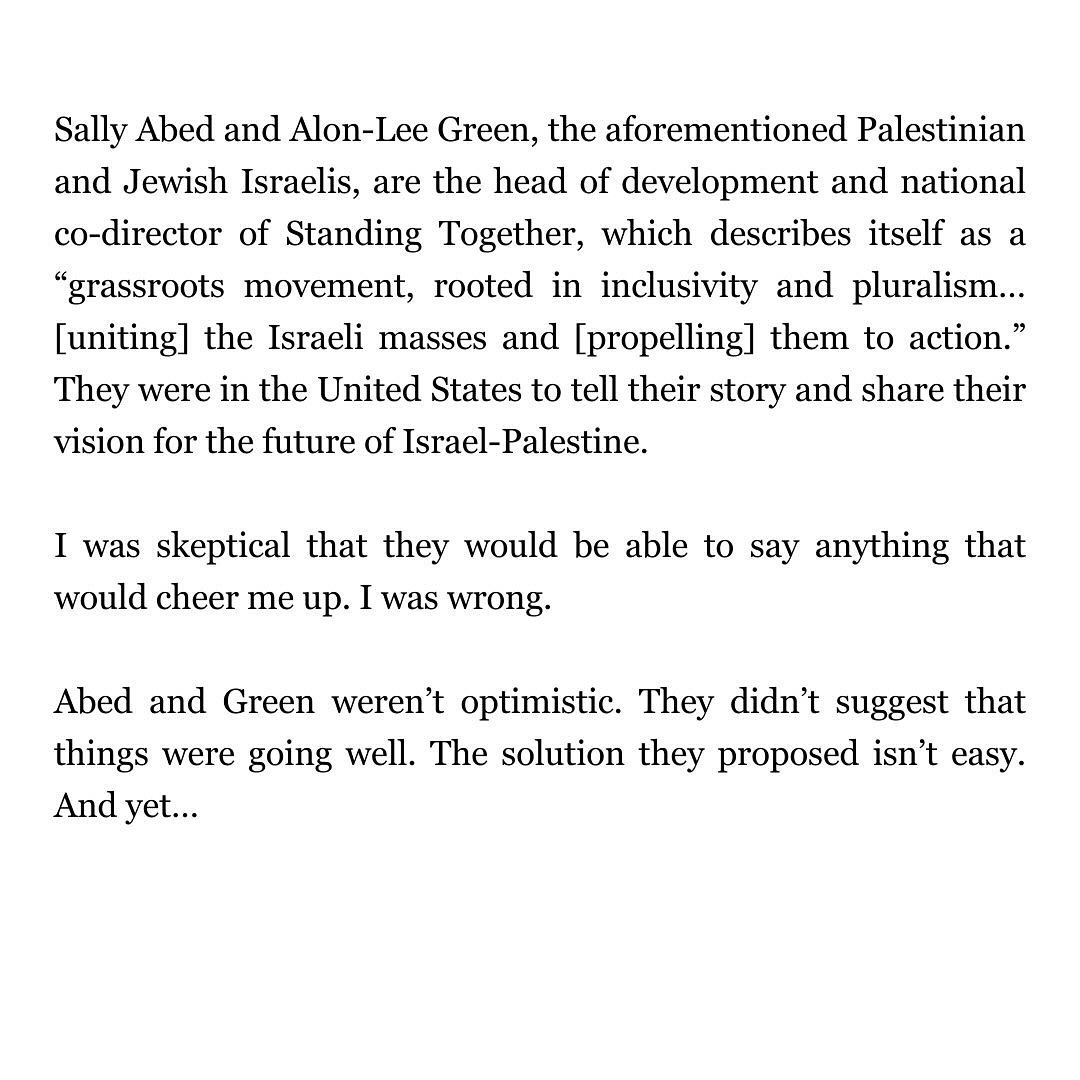 Sally Abed and Alon-Lee Green, the aforementioned Palestinian
and Jewish Israelis, are the head of development and national
co-director of Standing Together, which describes itself as a
“grassroots movement, rooted in inclusivity and pluralism…
[uniting] the Israeli masses and [propelling] them to action.”
They were in the United States to tell their story and share their
vision for the future of Israel-Palestine.
I was skeptical that they would be able to say anything that
would cheer me up. I was wrong.
Abed and Green weren’t optimistic. They didn’t suggest that
things were going well. The solution they proposed isn’t easy.
And yet…